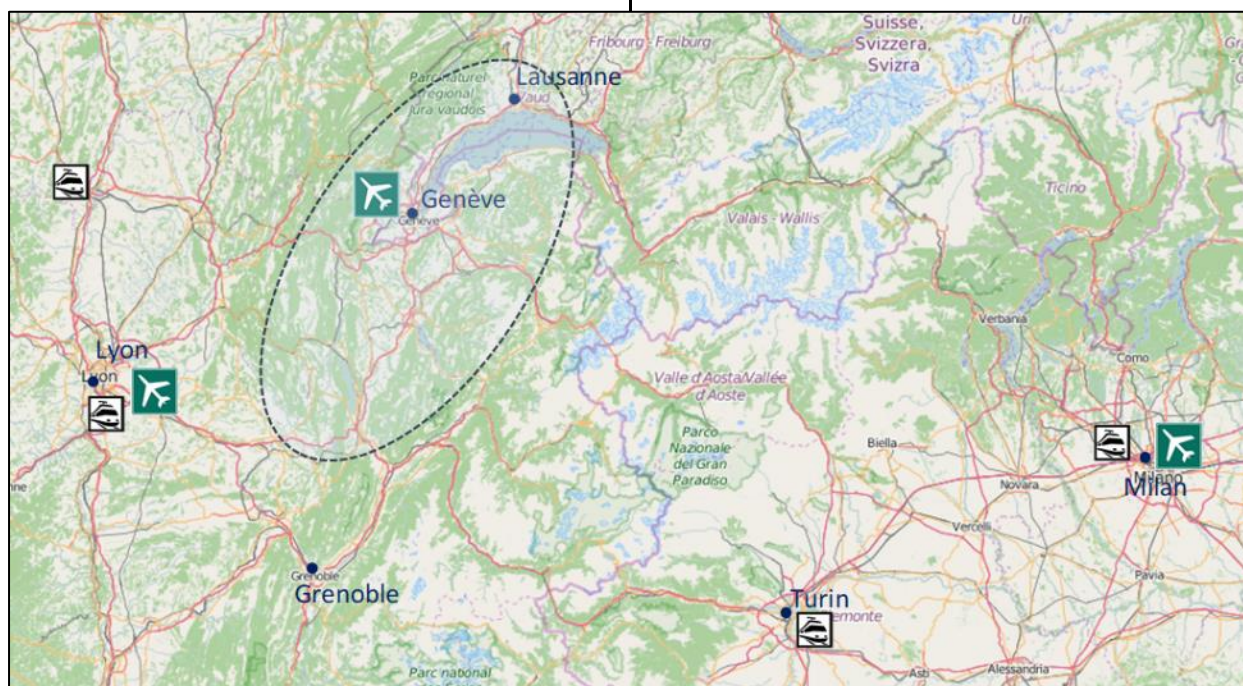 Suisse,
Svizzera,
Svizra
Uri
Fribourg - Freiburg
Parc naturel
régional
jura vaudois
Lausanne
Vaud
Genève
Genève
Ticino
Valais - Wallis
Verbania
Como
Lyon
Lyon
Valle d'Aosta/Vallée
d'Aoste
Parco
Nazionale
del Gran
Paradiso
Biella
Novara
Milano
Milan
Vercelli
Pavia
Grenoble
Grenoble
Turin
emonte
Parc national
Asti
Alessandria